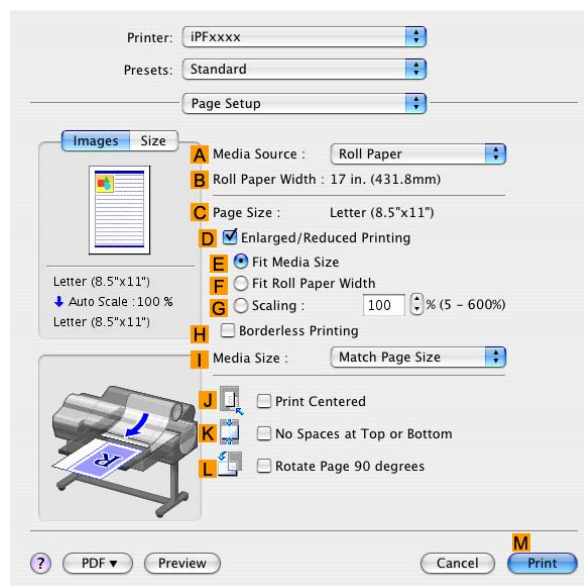 Printer: iPFxxxx
Presets: Standard
Page Setup
Images Size
A Media Source : Roll Paper
B Roll Paper Width : 17 in. (431.8mm)
C Page Size : Letter (8.5"x11")
D Enlarged/Reduced Printing
E Fit Media Size
F Fit Roll Paper Width
G Scaling : 100 % (5 - 600%)
H Borderless Printing
I Media Size : Match Page Size
Letter (8.5"x11")
Auto Scale :100 %
Letter (8.5"x11")
J Print Centered
K No Spaces at Top or Bottom
L Rotate Page 90 degrees
R
M
? PDF Preview Cancel Print